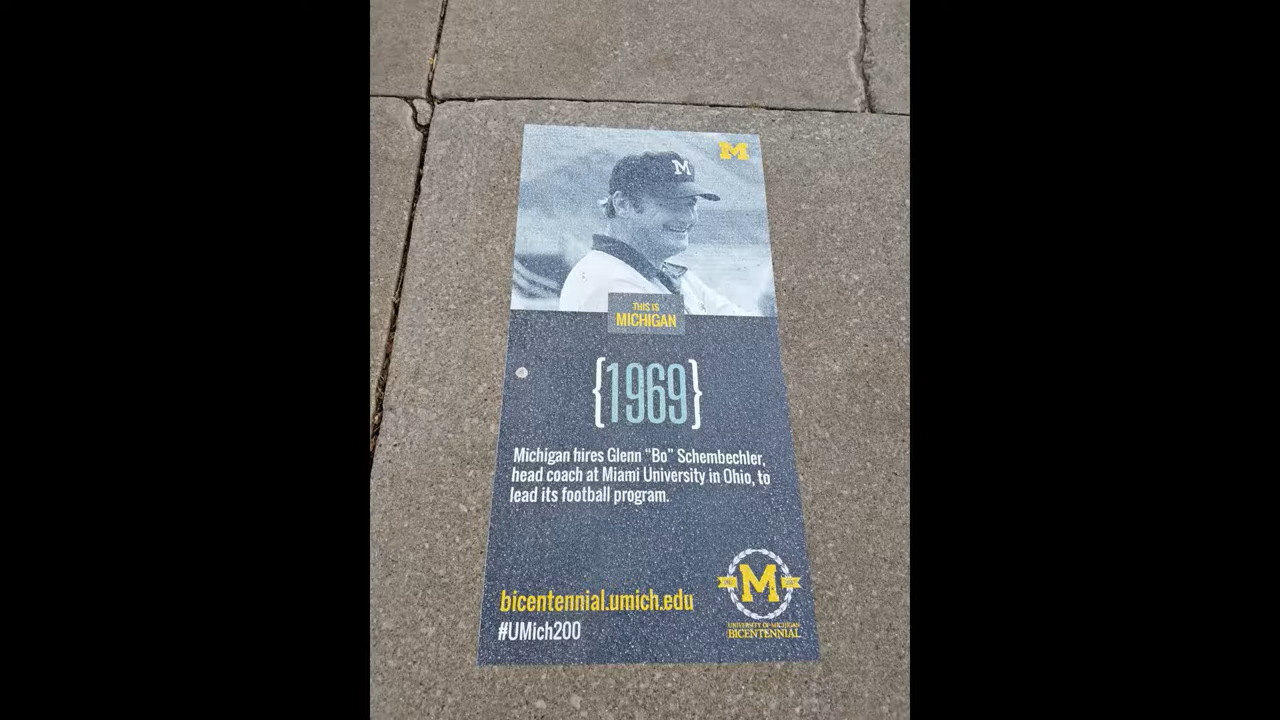 M
M
THIS IS
MICHIGAN
{1969}
Michigan hires Glenn “Bo” Schembechler,
head coach at Miami University in Ohio, to
lead its football program.
bicentennial.umich.edu
#UMich200
M
UNIVERSITY OF MICHIGAN
BICENTENNIAL